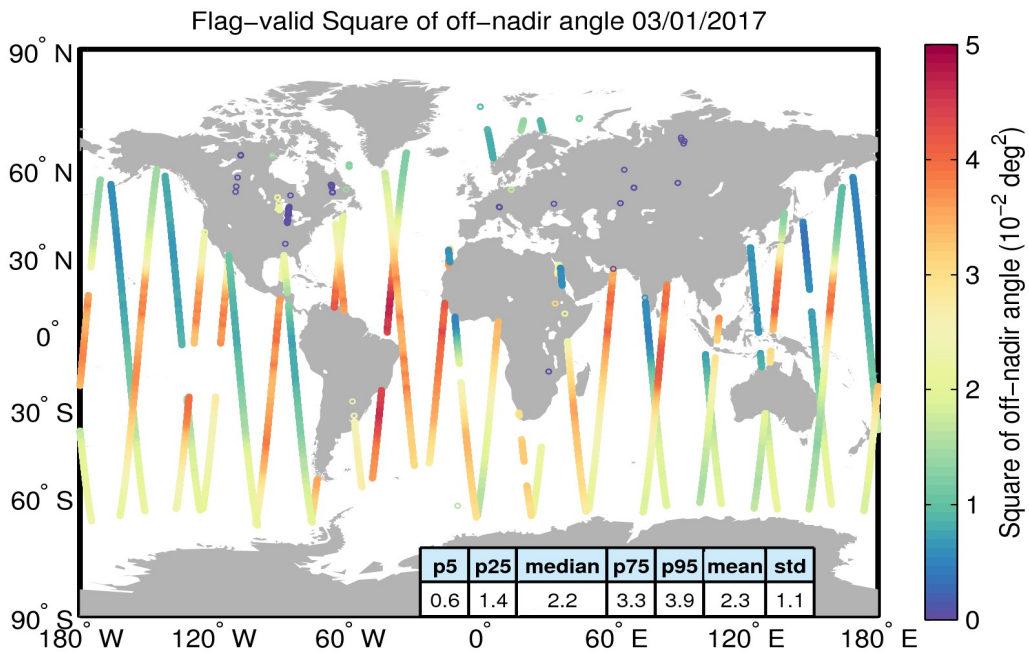 Flag−valid Square of off−nadir angle 03/01/2017
90° N
60° N
30° N
0°
30° S
60° S
90° S
180° W
120° W
60° W
0°
60° E
120° E
180° E
p5 p25 median p75 p95 mean std
0.6 1.4 2.2 3.3 3.9 2.3 1.1
5
4
3
2
1
0
Square of off−nadir angle (10⁻² deg²)